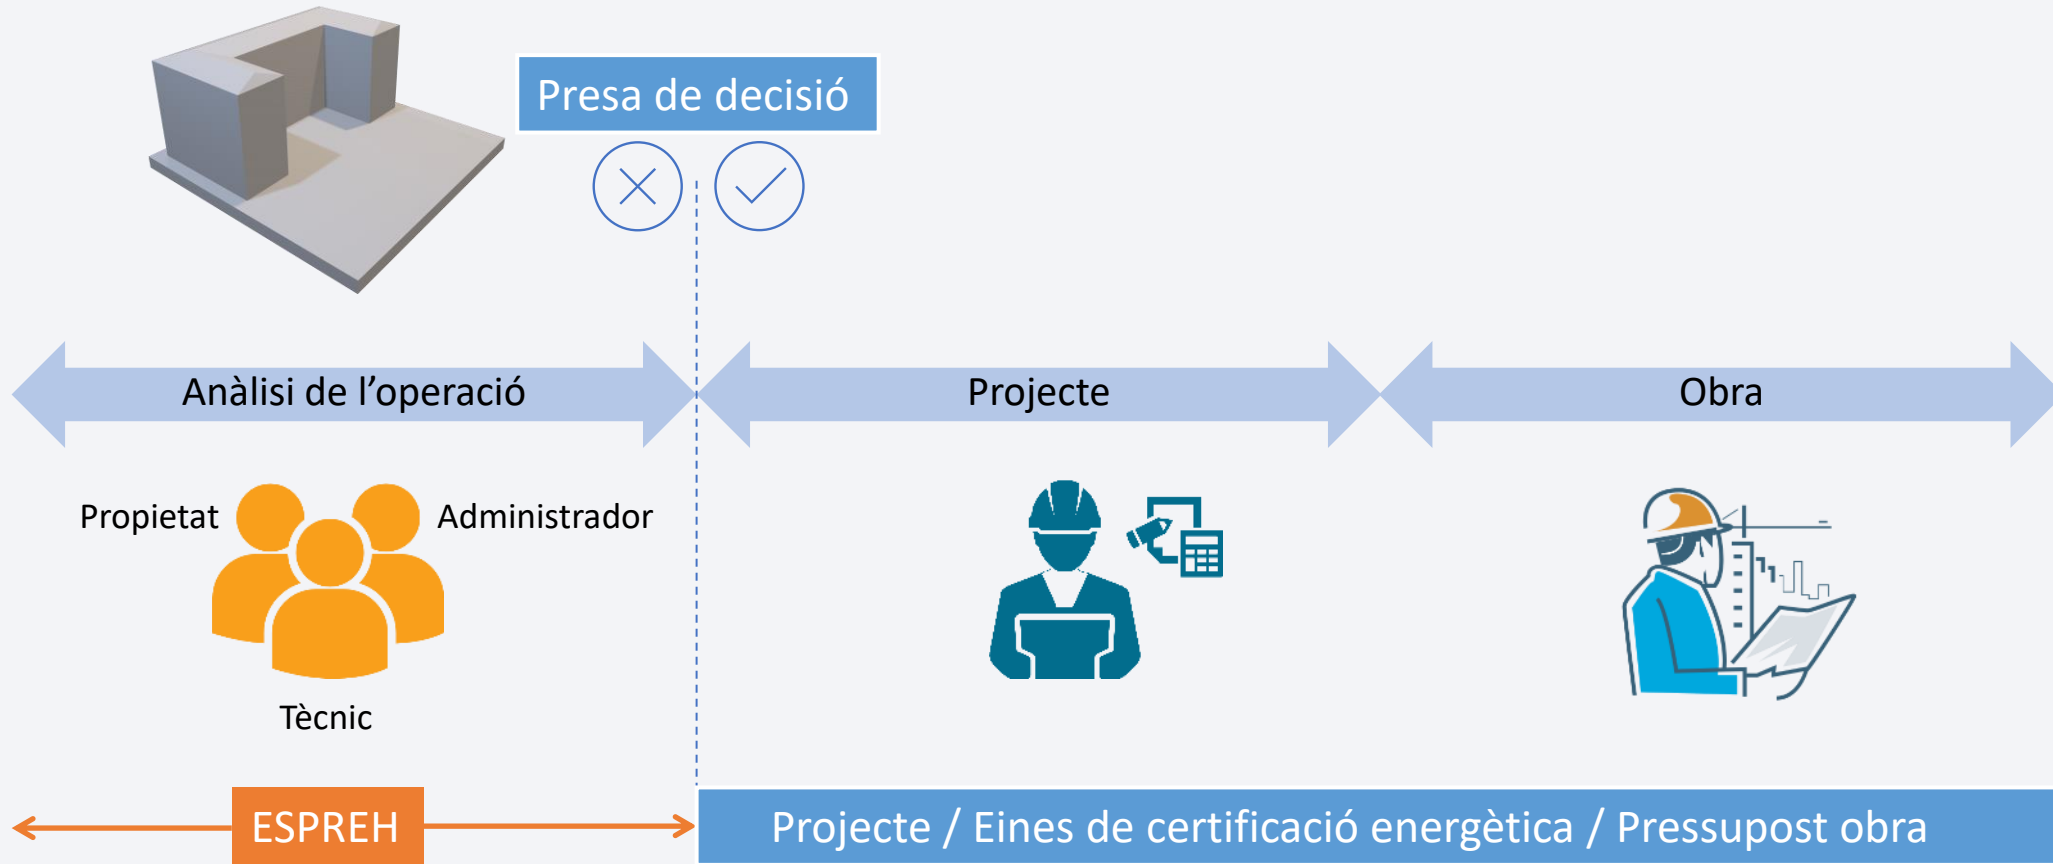 Presa de decisió
Anàlisi de l’operació
Projecte
Obra
Propietat
Administrador
Tècnic
ESPREH
Projecte / Eines de certificació energètica / Pressupost obra